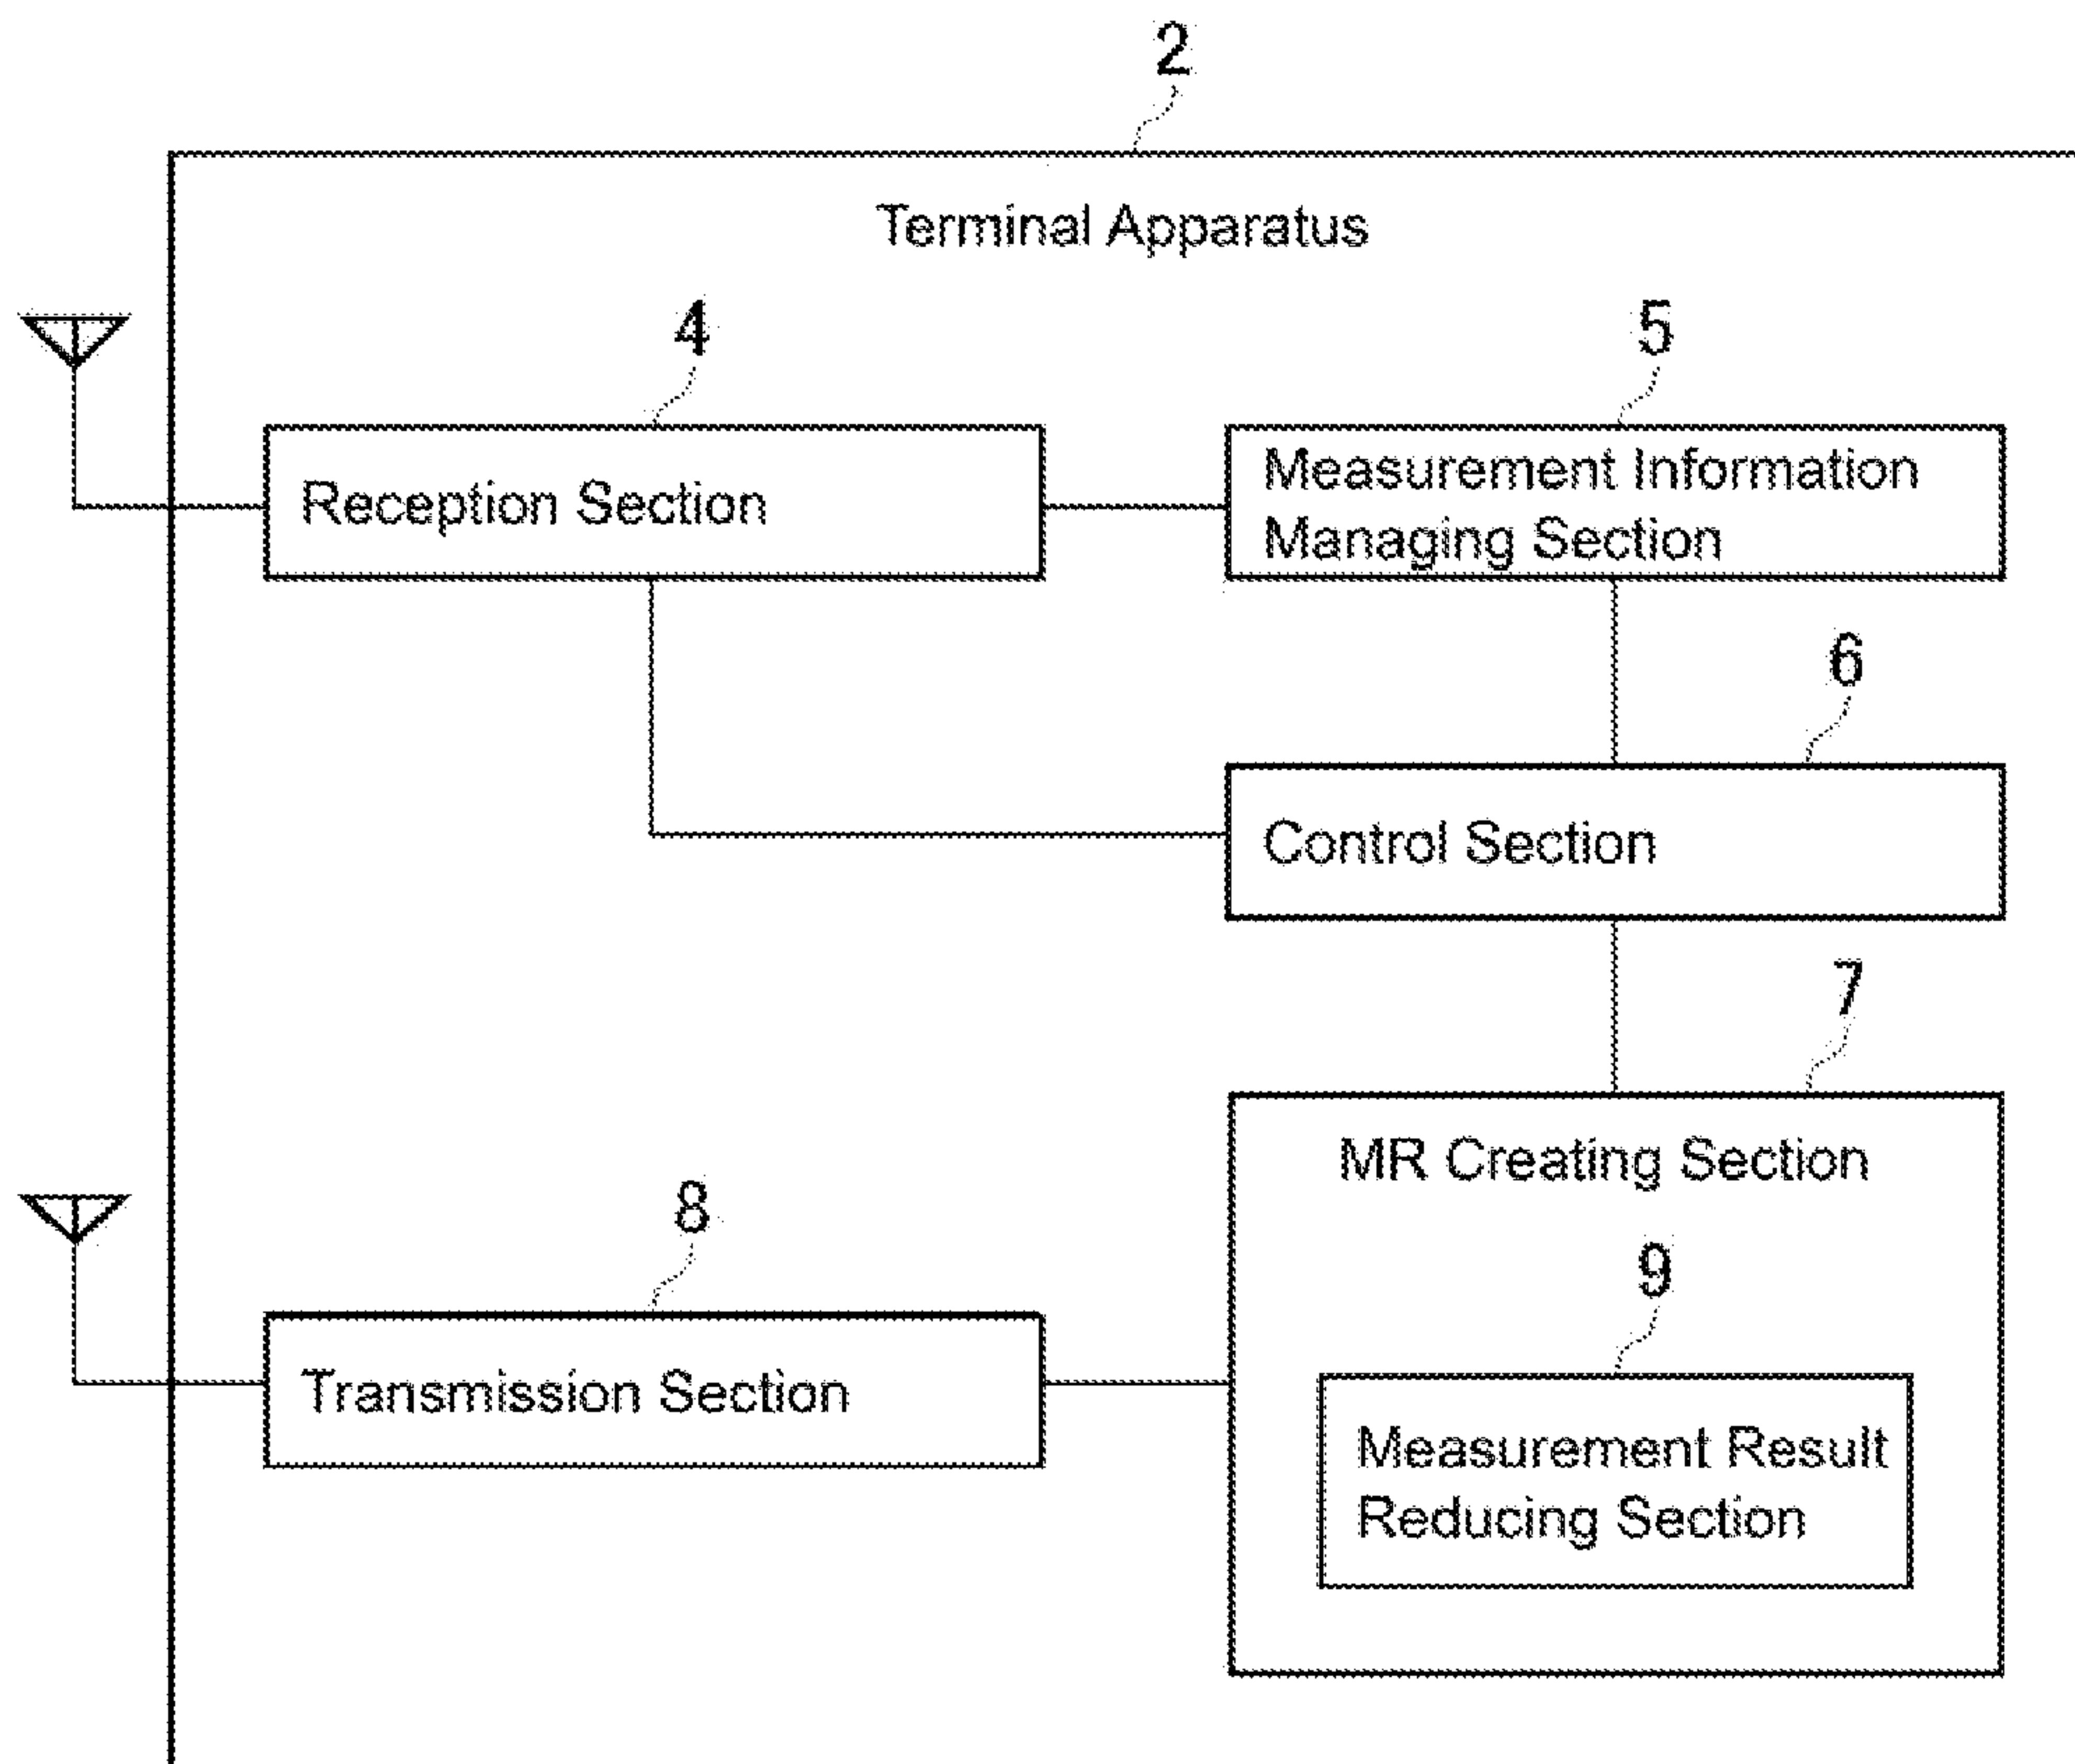 2
Terminal Apparatus
4
5
Reception Section
Measurement Information
Managing Section
6
Control Section
7
MR Creating Section
8
9
Transmission Section
Measurement Result
Reducing Section